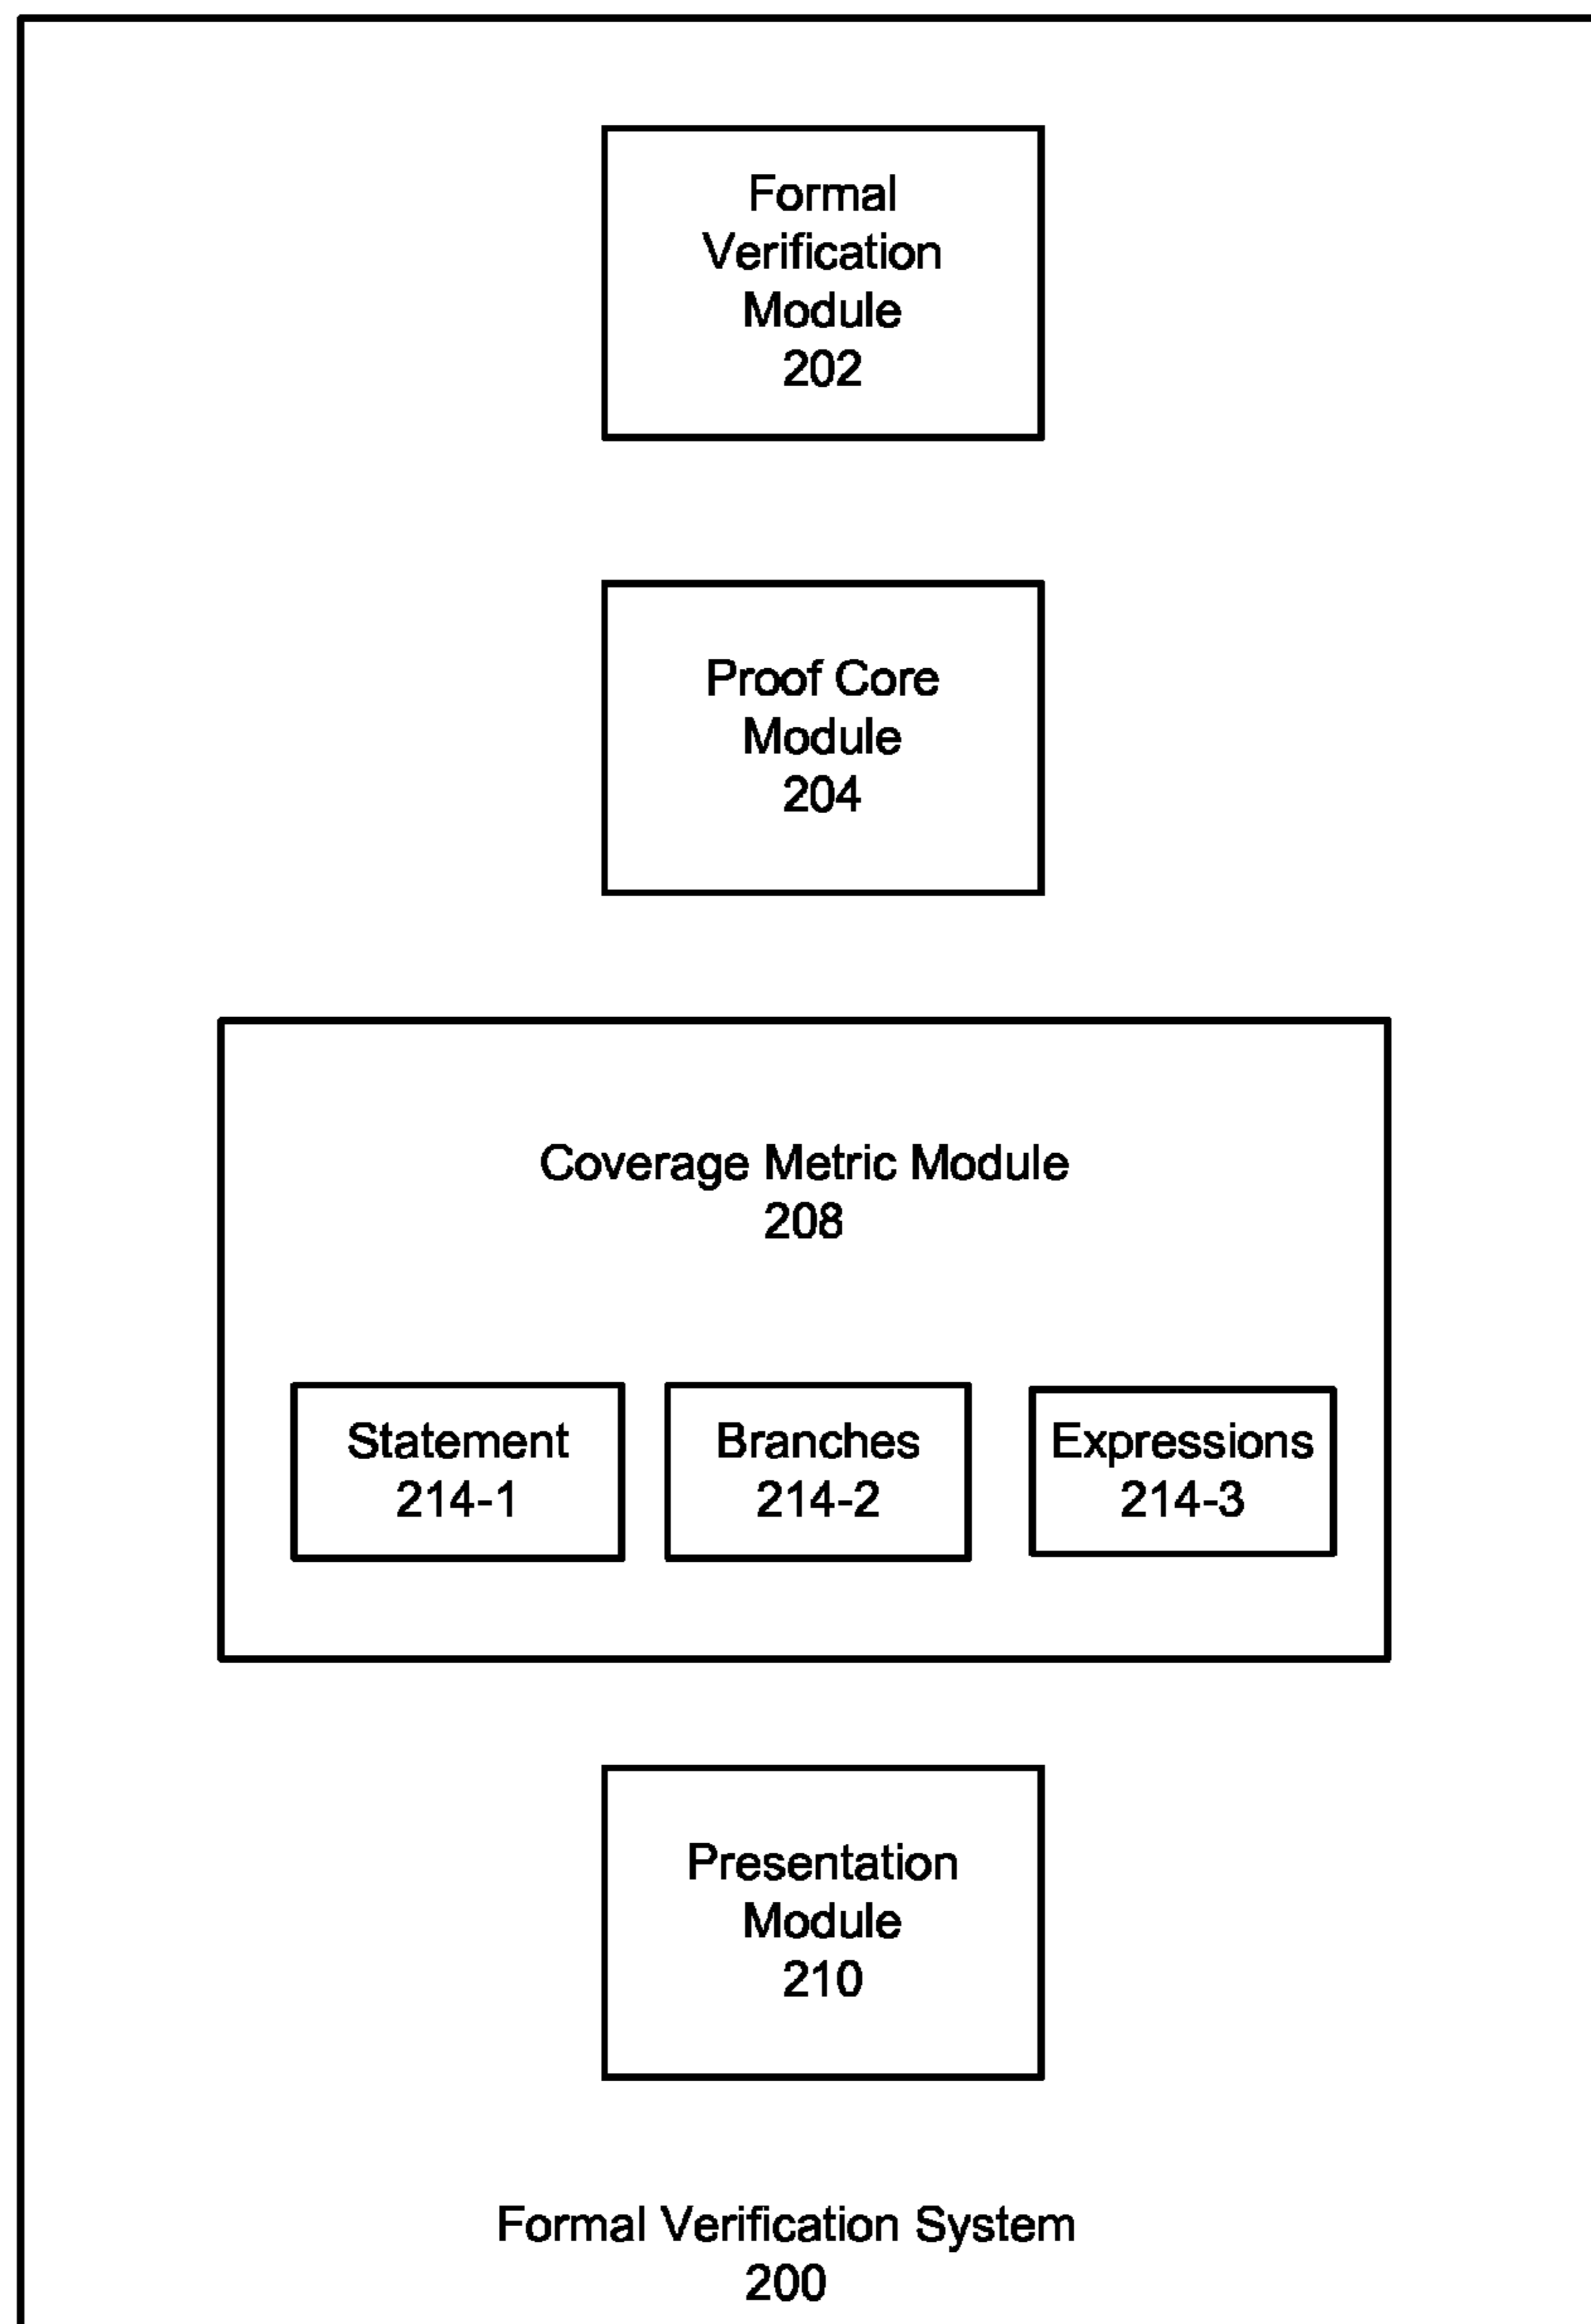 Formal
Verification
Module
202
Proof Core
Module
204
Coverage Metric Module
208
Statement
214-1
Branches
214-2
Expressions
214-3
Presentation
Module
210
Formal Verification System
200